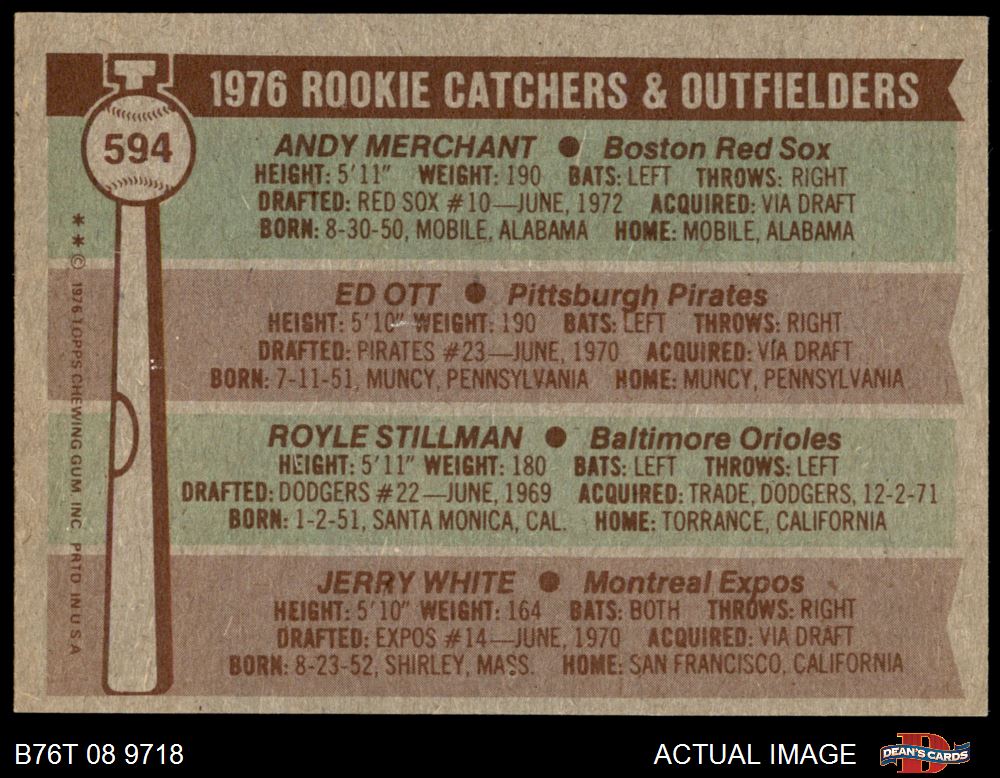 1976 ROOKIE CATCHERS & OUTFIELDERS
594
ANDY MERCHANT ● Boston Red Sox
HEIGHT: 5'11" WEIGHT: 190 BATS: LEFT THROWS: RIGHT
DRAFTED: RED SOX #10—JUNE, 1972 ACQUIRED: VIA DRAFT
BORN: 8-30-50, MOBILE, ALABAMA HOME: MOBILE, ALABAMA
ED OTT ● Pittsburgh Pirates
HEIGHT: 5'10" WEIGHT: 190 BATS: LEFT THROWS: RIGHT
DRAFTED: PIRATES #23—JUNE, 1970 ACQUIRED: VIA DRAFT
BORN: 7-11-51, MUNCY, PENNSYLVANIA HOME: MUNCY, PENNSYLVANIA
ROYLE STILLMAN ● Baltimore Orioles
HEIGHT: 5'11" WEIGHT: 180 BATS: LEFT THROWS: LEFT
DRAFTED: DODGERS #22—JUNE, 1969 ACQUIRED: TRADE, DODGERS, 12-2-71
BORN: 1-2-51, SANTA MONICA, CAL. HOME: TORRANCE, CALIFORNIA
JERRY WHITE ● Montreal Expos
HEIGHT: 5'10" WEIGHT: 164 BATS: BOTH THROWS: RIGHT
DRAFTED: EXPOS #14—JUNE, 1970 ACQUIRED: VIA DRAFT
BORN: 8-23-52, SHIRLEY, MASS. HOME: SAN FRANCISCO, CALIFORNIA
* * © 1976 TOPPS CHEWING GUM, INC. PRTD. IN U.S.A.
B76T 08 9718
ACTUAL IMAGE
D
DEAN'S CARDS